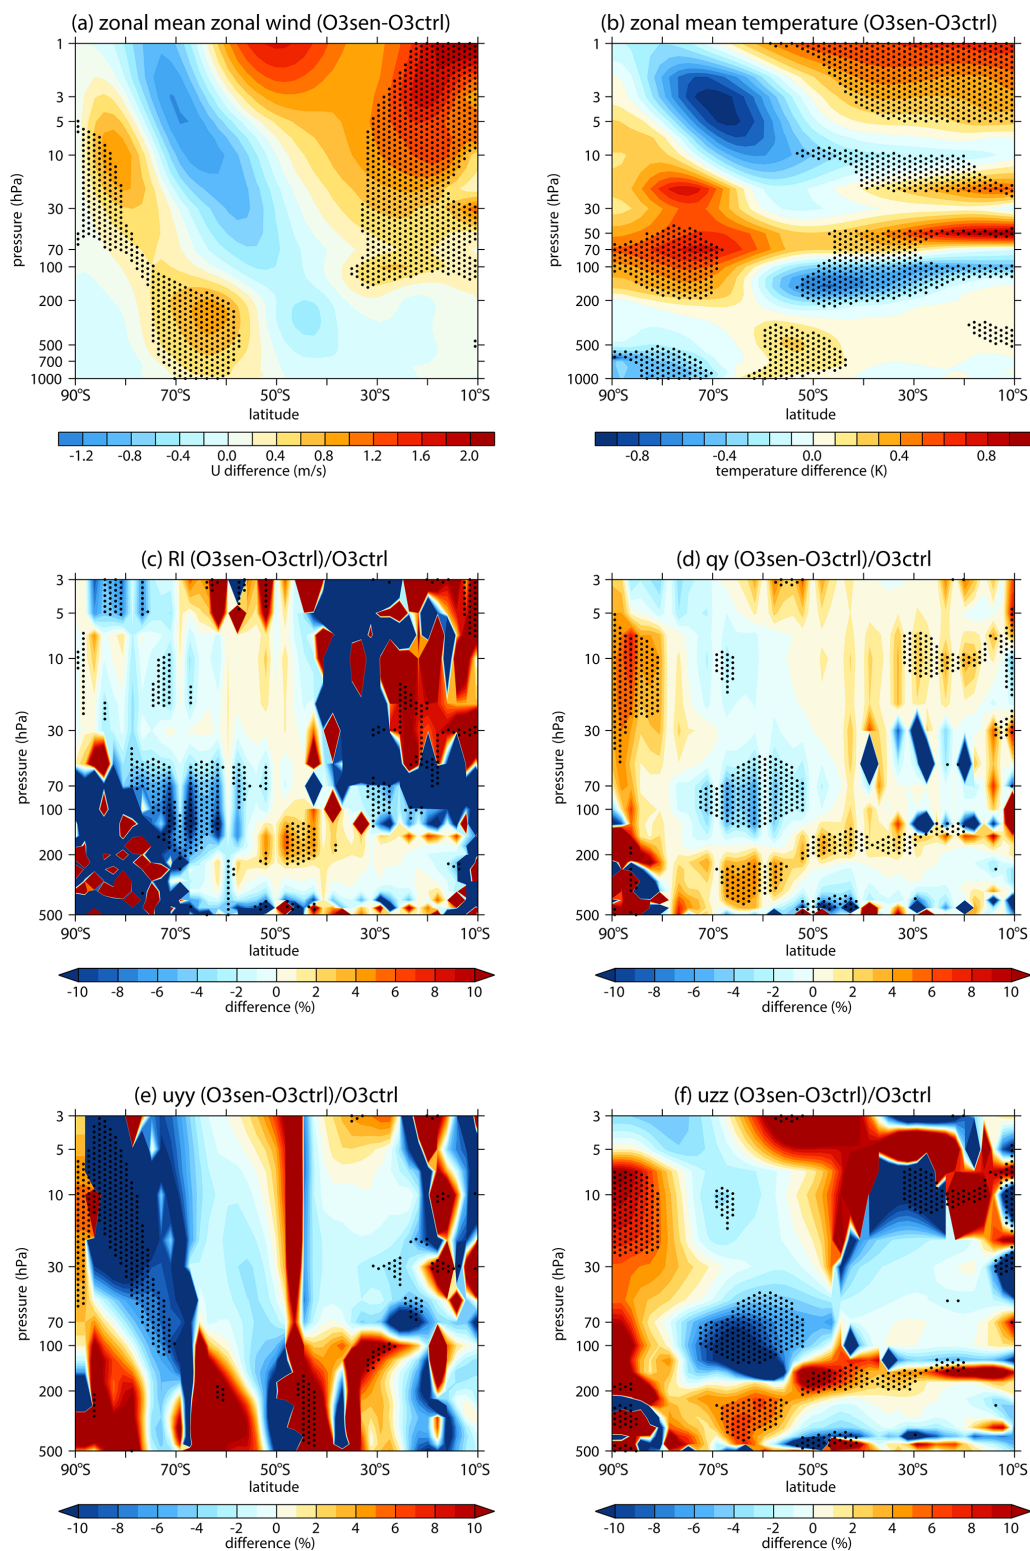 (a) zonal mean zonal wind (O3sen-O3ctrl)
1
3
5
10
30
70
100
200
500
700
1000
pressure (hPa)
90°S 70°S 50°S 30°S 10°S
latitude
-1.2 -0.8 -0.4 0.0 0.4 0.8 1.2 1.6 2.0
U difference (m/s)
(b) zonal mean temperature (O3sen-O3ctrl)
1
3
5
10
30
50
70
100
200
500
1000
pressure (hPa)
90°S 70°S 50°S 30°S 10°S
latitude
-0.8 -0.4 0.0 0.4 0.8
temperature difference (K)
(c) RI (O3sen-O3ctrl)/O3ctrl
3
5
10
30
70
100
200
500
pressure (hPa)
90°S 70°S 50°S 30°S 10°S
latitude
-10 -8 -6 -4 -2 0 2 4 6 8 10
difference (%)
(d) qy (O3sen-O3ctrl)/O3ctrl
3
5
10
30
70
100
200
500
pressure (hPa)
90°S 70°S 50°S 30°S 10°S
latitude
-10 -8 -6 -4 -2 0 2 4 6 8 10
difference (%)
(e) uyy (O3sen-O3ctrl)/O3ctrl
3
5
10
30
70
100
200
500
pressure (hPa)
90°S 70°S 50°S 30°S 10°S
latitude
-10 -8 -6 -4 -2 0 2 4 6 8 10
difference (%)
(f) uzz (O3sen-O3ctrl)/O3ctrl
3
5
10
30
70
100
200
500
pressure (hPa)
90°S 70°S 50°S 30°S 10°S
latitude
-10 -8 -6 -4 -2 0 2 4 6 8 10
difference (%)